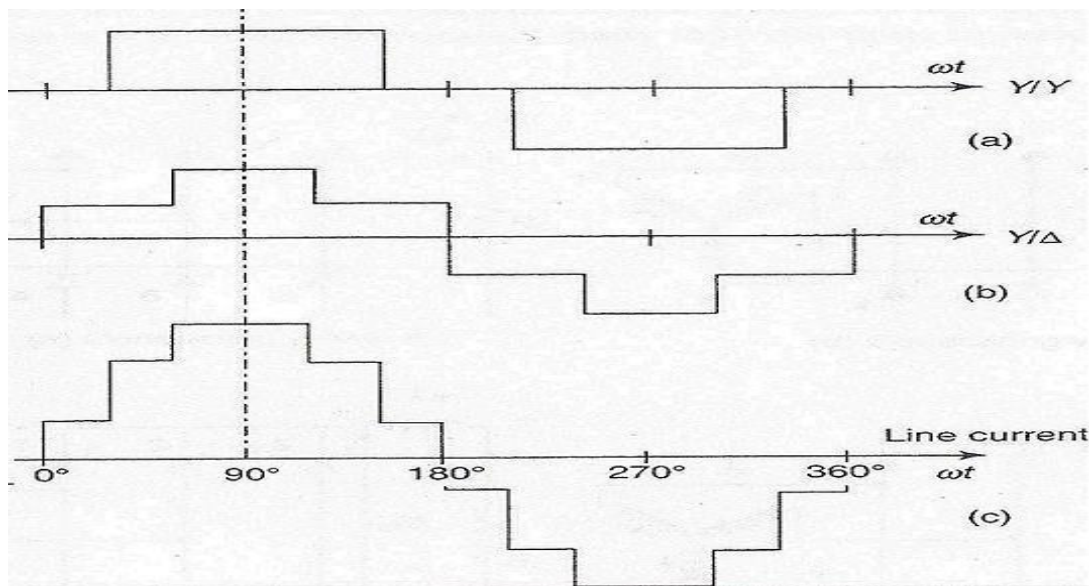 ωt
Y/Y
(a)
ωt
Y/Δ
(b)
Line current
0° 90° 180° 270° 360° ωt
(c)